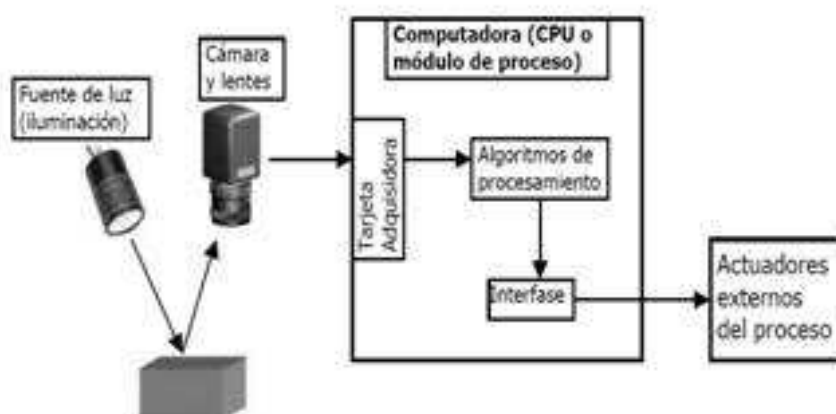 Fuente de luz
(iluminación)
Cámara
y lentes
Computadora (CPU o
módulo de proceso)
Tarjeta
Adquisidora
Algoritmos de
procesamiento
Interfase
Actuadores
externos
del proceso